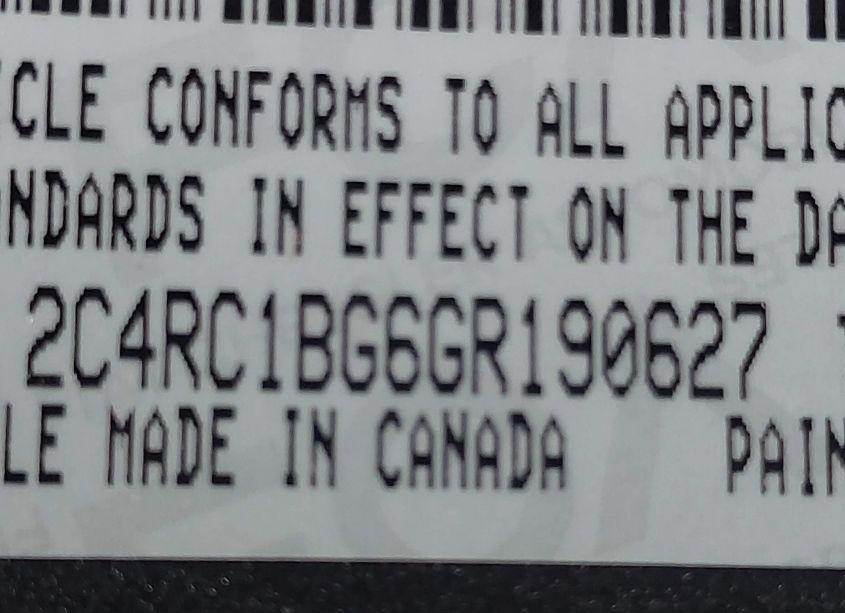 CLE CONFORMS TO ALL APPLIC
NDARDS IN EFFECT ON THE DA
2C4RC1BG6GR190627
LE MADE IN CANADA PAIN